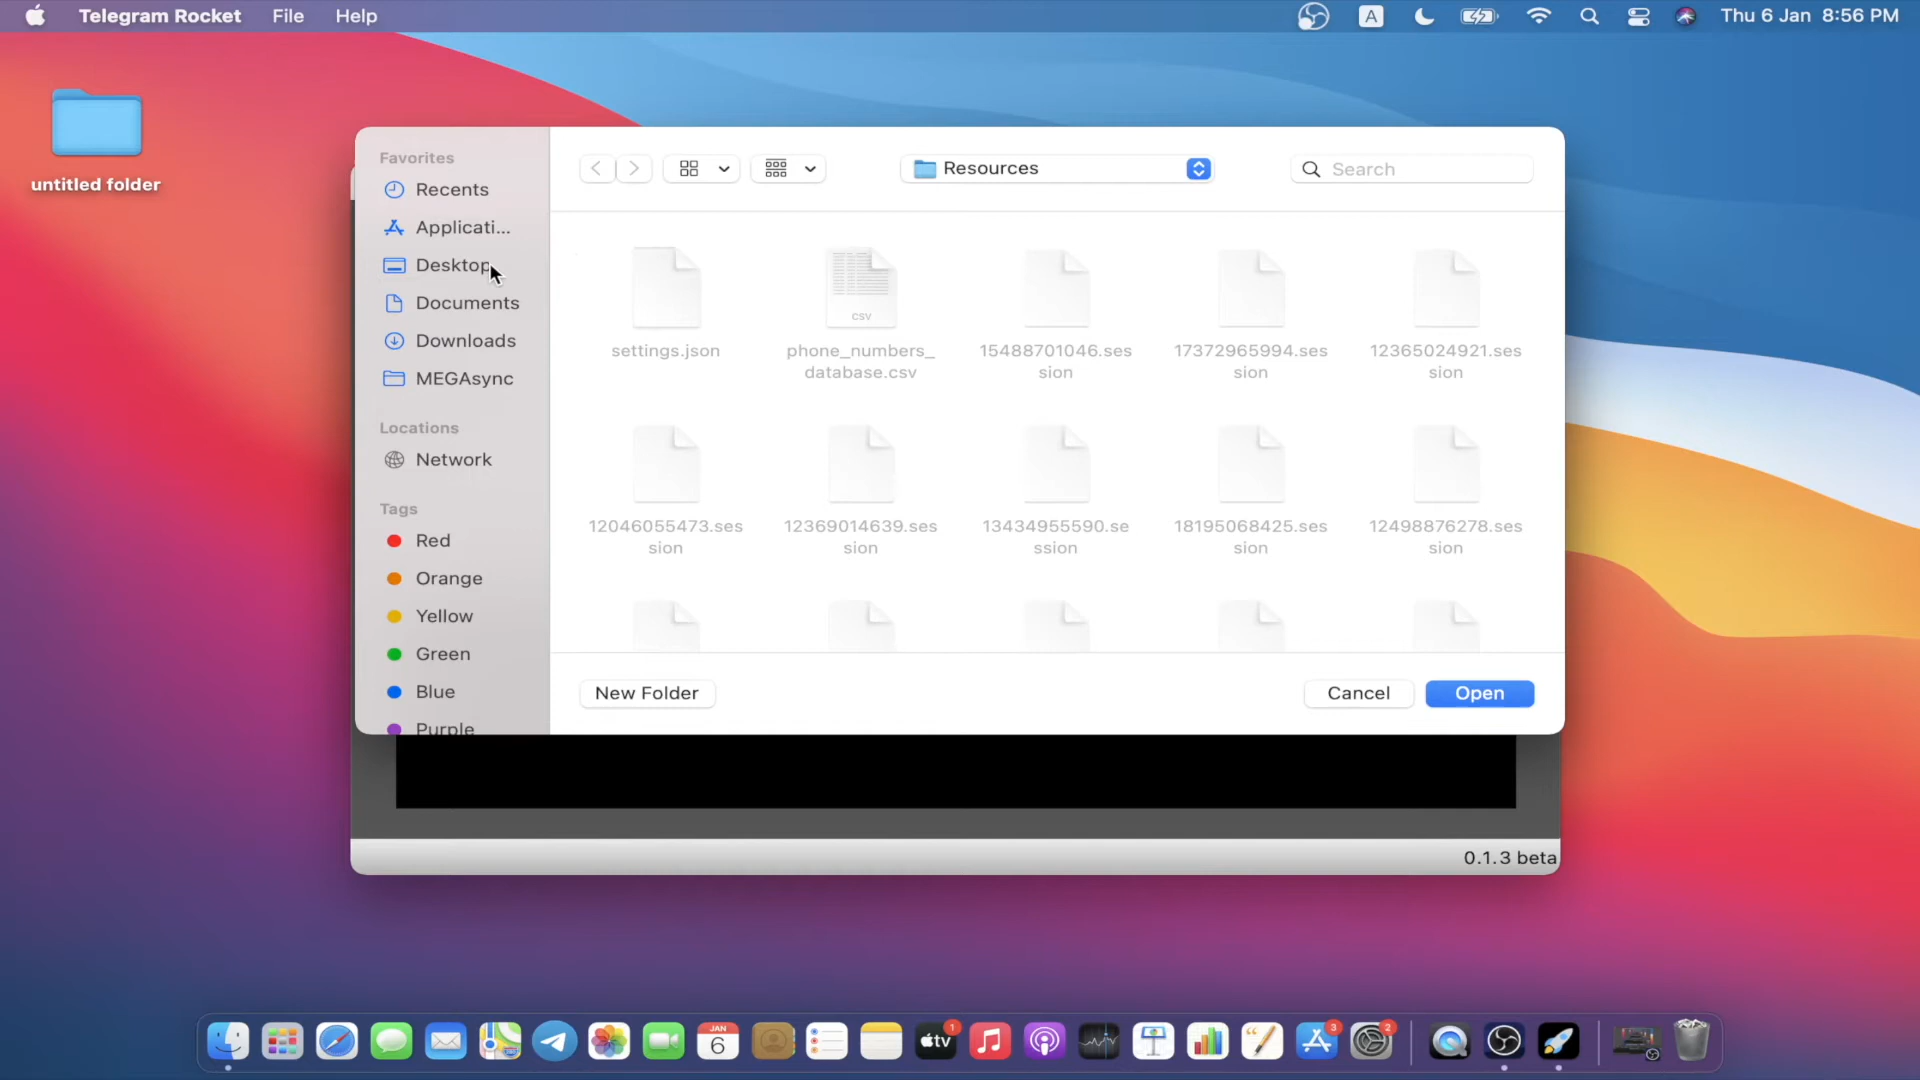 Telegram Rocket File Help A Thu 6 Jan 8:56 PM
untitled folder
Favorites
Recents
Applicati...
Desktop
Documents
Downloads
MEGAsync
Locations
Network
Tags
Red
Orange
Yellow
Green
Blue
Purple
Resources
Search
csv
settings.json
phone_numbers_
database.csv
15488701046.ses
sion
17372965994.ses
sion
12365024921.ses
sion
12046055473.ses
sion
12369014639.ses
sion
13434955590.se
ssion
18195068425.ses
sion
12498876278.ses
sion
New Folder
Cancel
Open
0.1.3 beta
JAN
6
tv
1
3
2